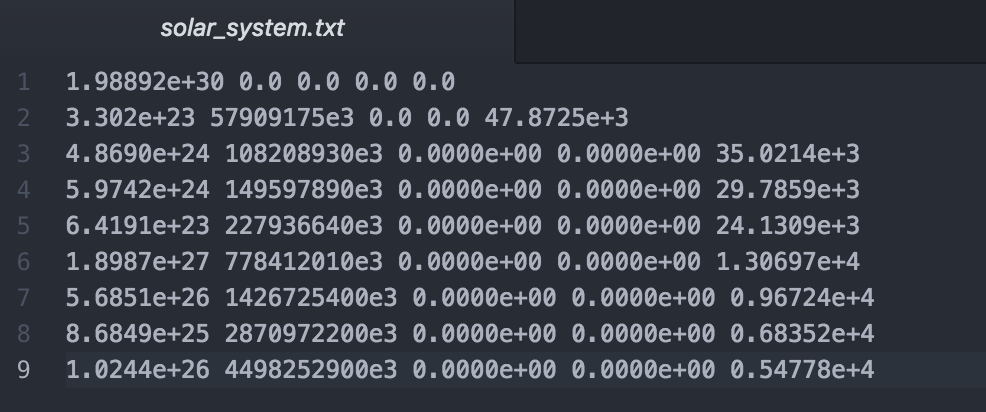 solar_system.txt
1 1.98892e+30 0.0 0.0 0.0 0.0
2 3.302e+23 57909175e3 0.0 0.0 47.8725e+3
3 4.8690e+24 108208930e3 0.0000e+00 0.0000e+00 35.0214e+3
4 5.9742e+24 149597890e3 0.0000e+00 0.0000e+00 29.7859e+3
5 6.4191e+23 227936640e3 0.0000e+00 0.0000e+00 24.1309e+3
6 1.8987e+27 778412010e3 0.0000e+00 0.0000e+00 1.30697e+4
7 5.6851e+26 1426725400e3 0.0000e+00 0.0000e+00 0.96724e+4
8 8.6849e+25 2870972200e3 0.0000e+00 0.0000e+00 0.68352e+4
9 1.0244e+26 4498252900e3 0.0000e+00 0.0000e+00 0.54778e+4